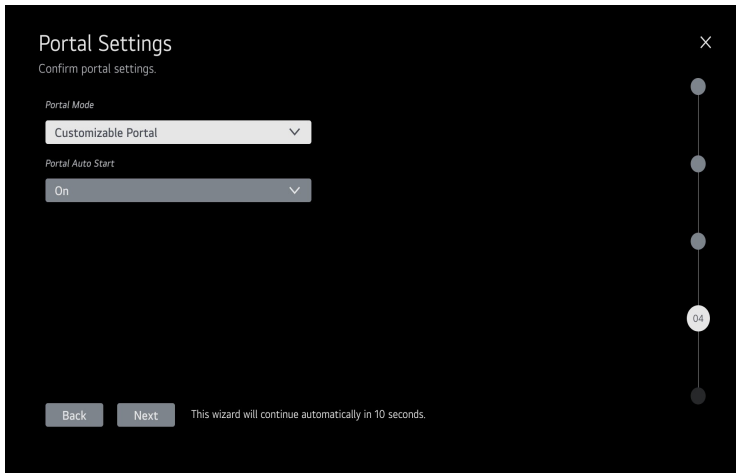 Portal Settings
Confirm portal settings.
Portal Mode
Customizable Portal
Portal Auto Start
On
04
Back
Next
This wizard will continue automatically in 10 seconds.